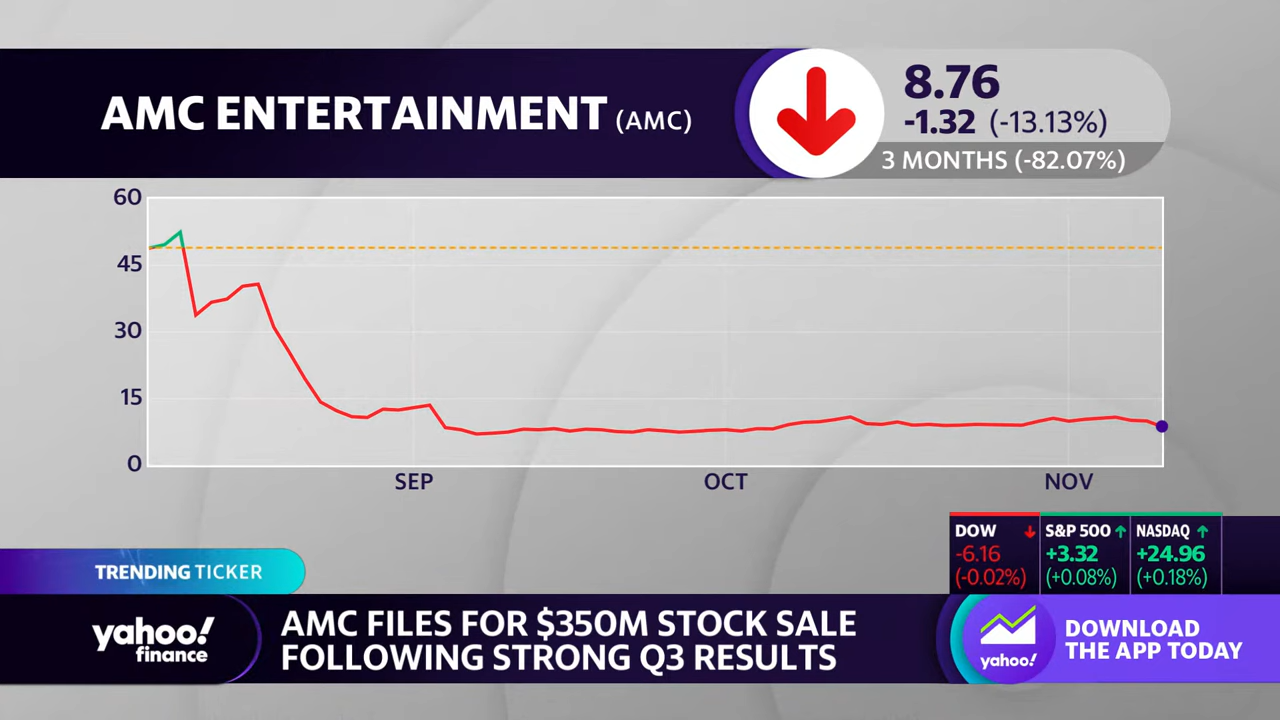 AMC ENTERTAINMENT (AMC)
8.76
-1.32 (-13.13%)
3 MONTHS (-82.07%)
60
45
30
15
0
SEP OCT NOV
DOW S&P 500 NASDAQ
-6.16 +3.32 +24.96
(-0.02%) (+0.08%) (+0.18%)
TRENDING TICKER
yahoo!
finance
AMC FILES FOR $350M STOCK SALE
FOLLOWING STRONG Q3 RESULTS
yahoo!
DOWNLOAD
THE APP TODAY